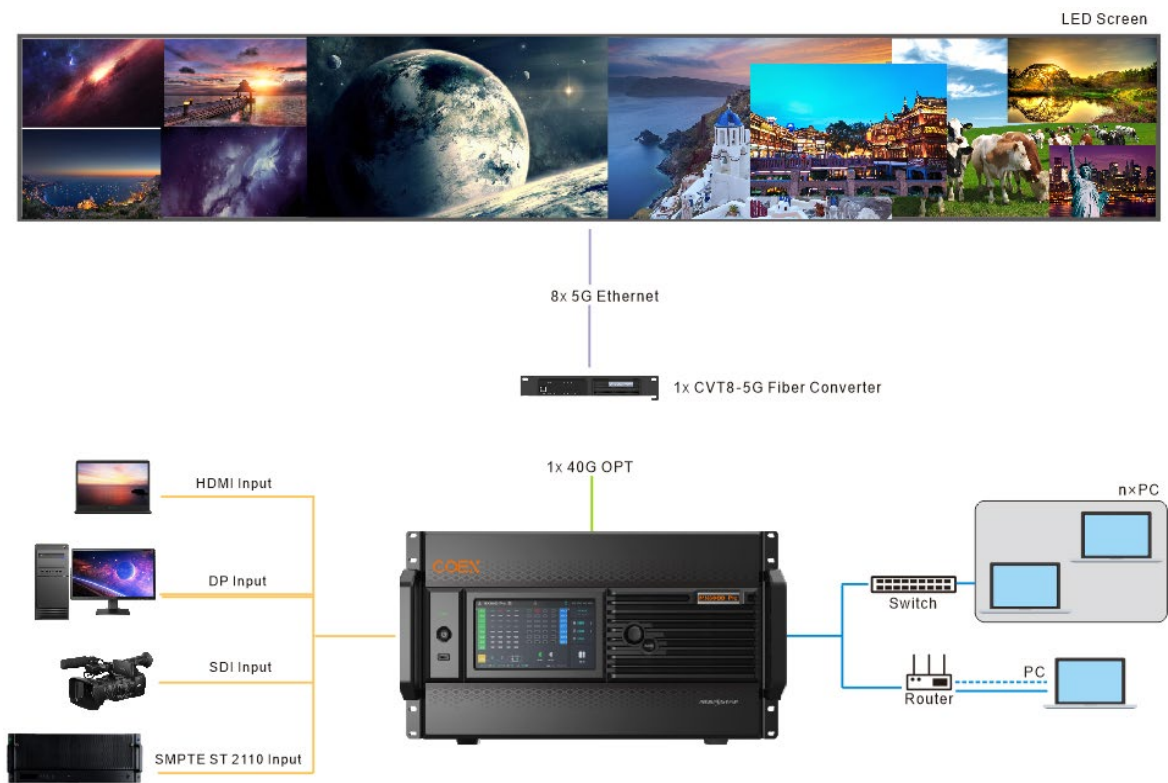 LED Screen
8x 5G Ethernet
1x CVT8-5G Fiber Converter
1x 40G OPT
HDMI Input
n×PC
COEX
DP Input
Switch
SDI Input
PC
Router
SMPTE ST 2110 Input